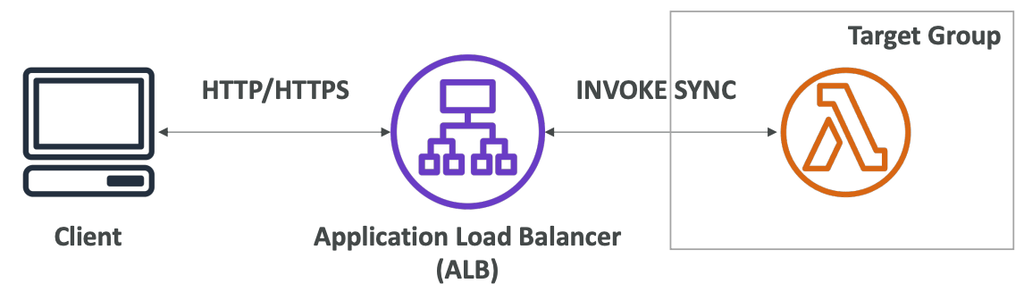 Target Group
HTTP/HTTPS
INVOKE SYNC
Client
Application Load Balancer
(ALB)